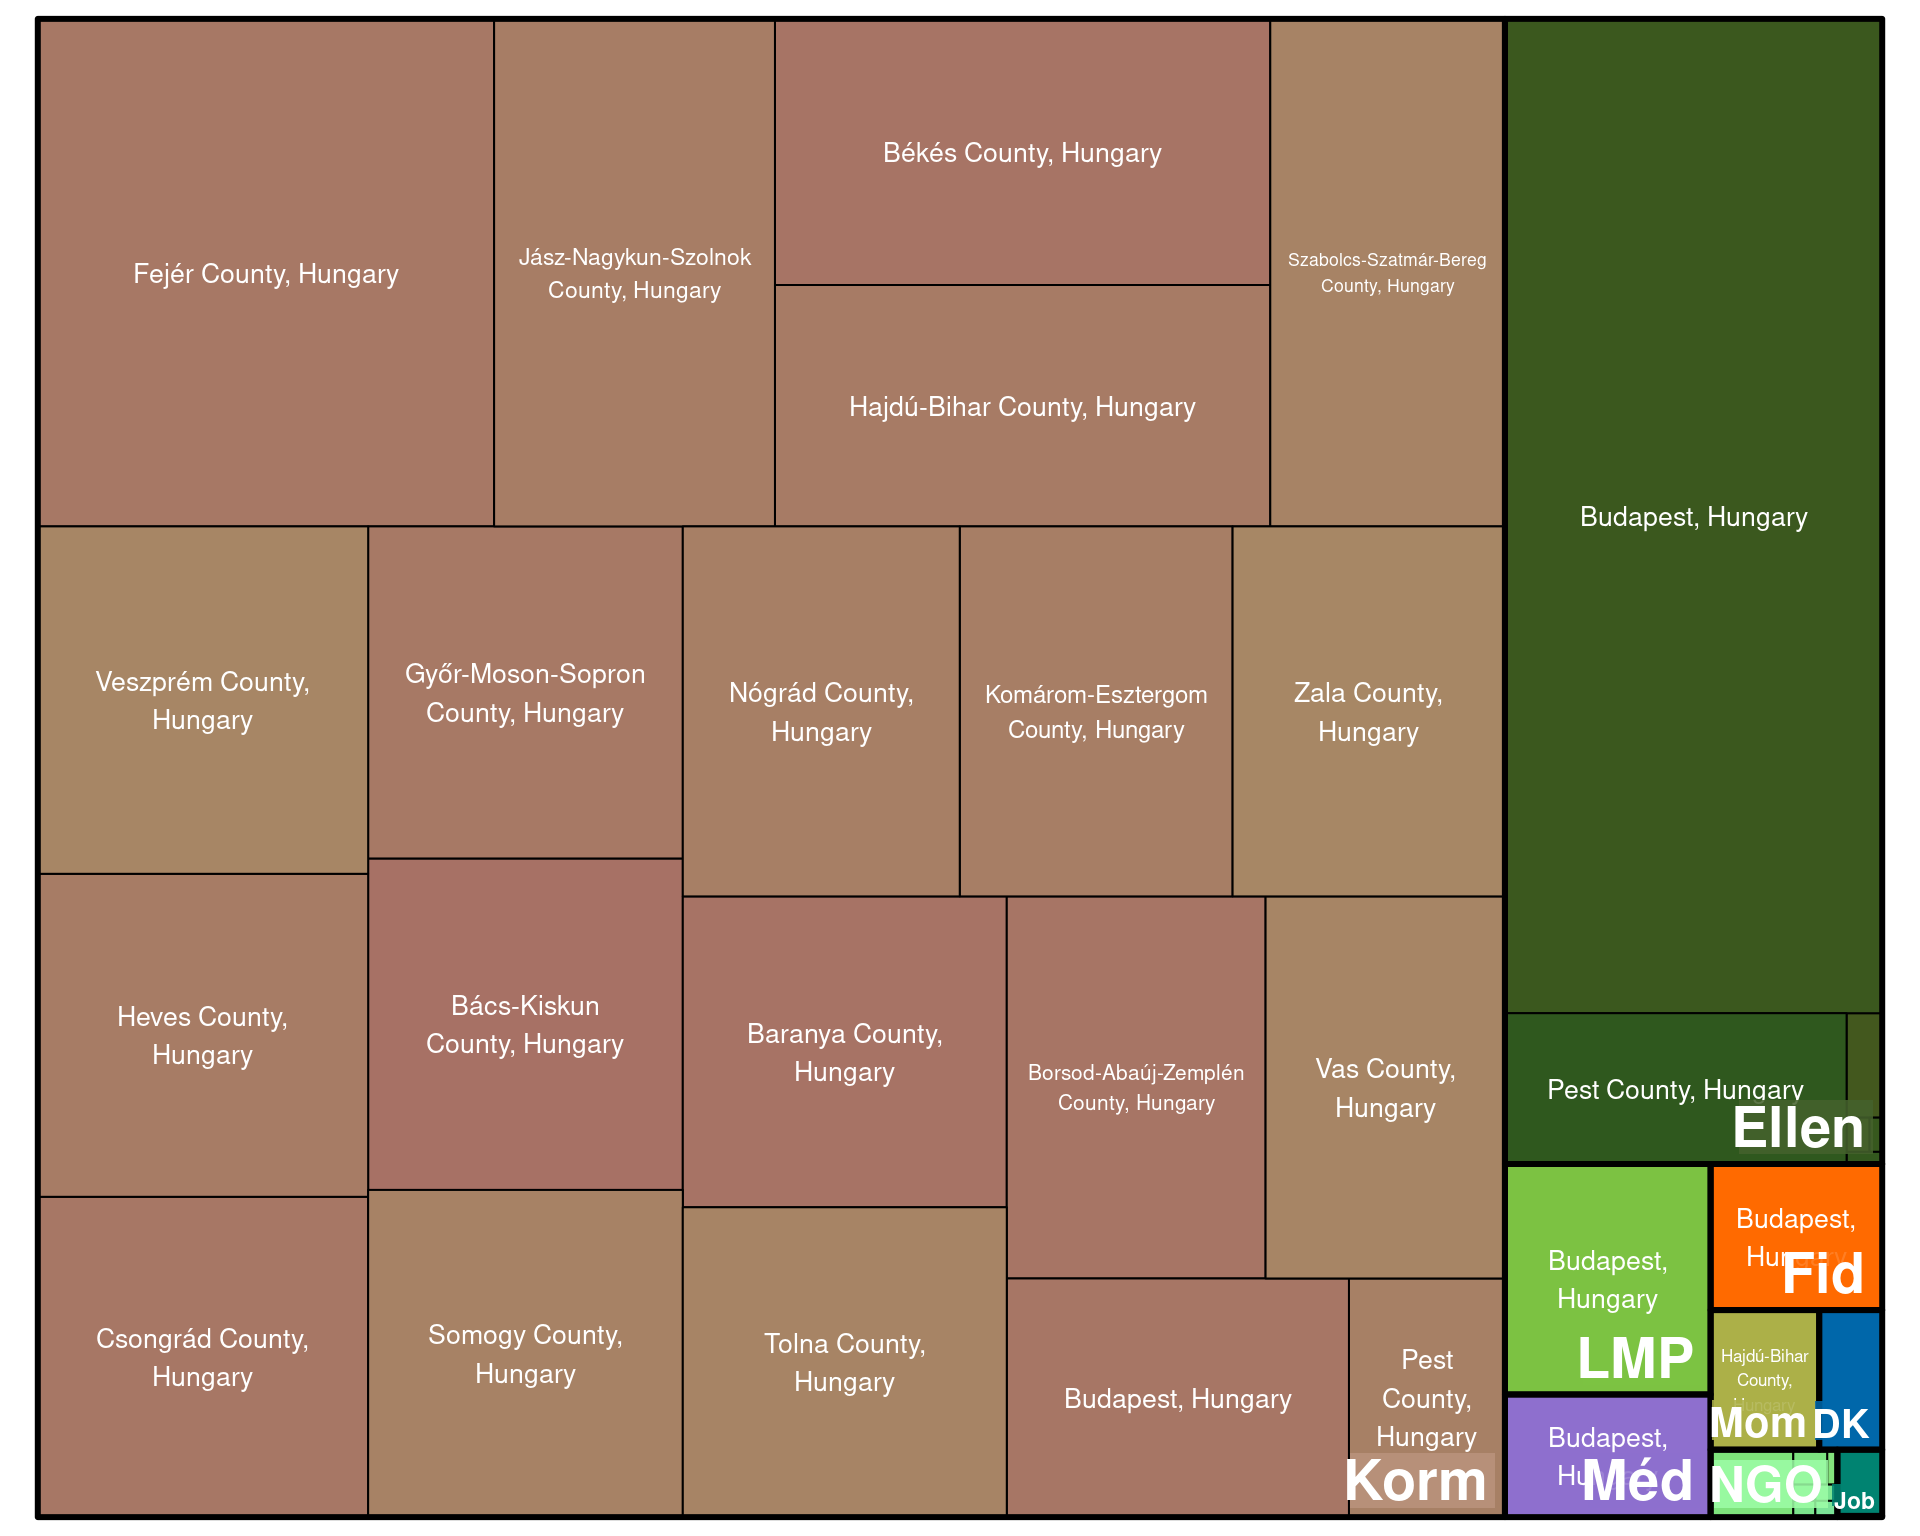 Fejér County, Hungary
Jász-Nagykun-Szolnok
County, Hungary
Békés County, Hungary
Hajdú-Bihar County, Hungary
Szabolcs-Szatmár-Bereg
County, Hungary
Veszprém County,
Hungary
Győr-Moson-Sopron
County, Hungary
Nógrád County,
Hungary
Komárom-Esztergom
County, Hungary
Zala County,
Hungary
Heves County,
Hungary
Bács-Kiskun
County, Hungary
Baranya County,
Hungary
Borsod-Abaúj-Zemplén
County, Hungary
Vas County,
Hungary
Csongrád County,
Hungary
Somogy County,
Hungary
Tolna County,
Hungary
Budapest, Hungary
Pest
County,
Hungary
Korm
Budapest, Hungary
Pest County, Hungary
Ellen
Budapest,
Hungary
LMP
Budapest,
Hungary
Fid
Hajdú-Bihar
County,
Hungary
Mom
DK
Budapest,
Méd
NGO
Job